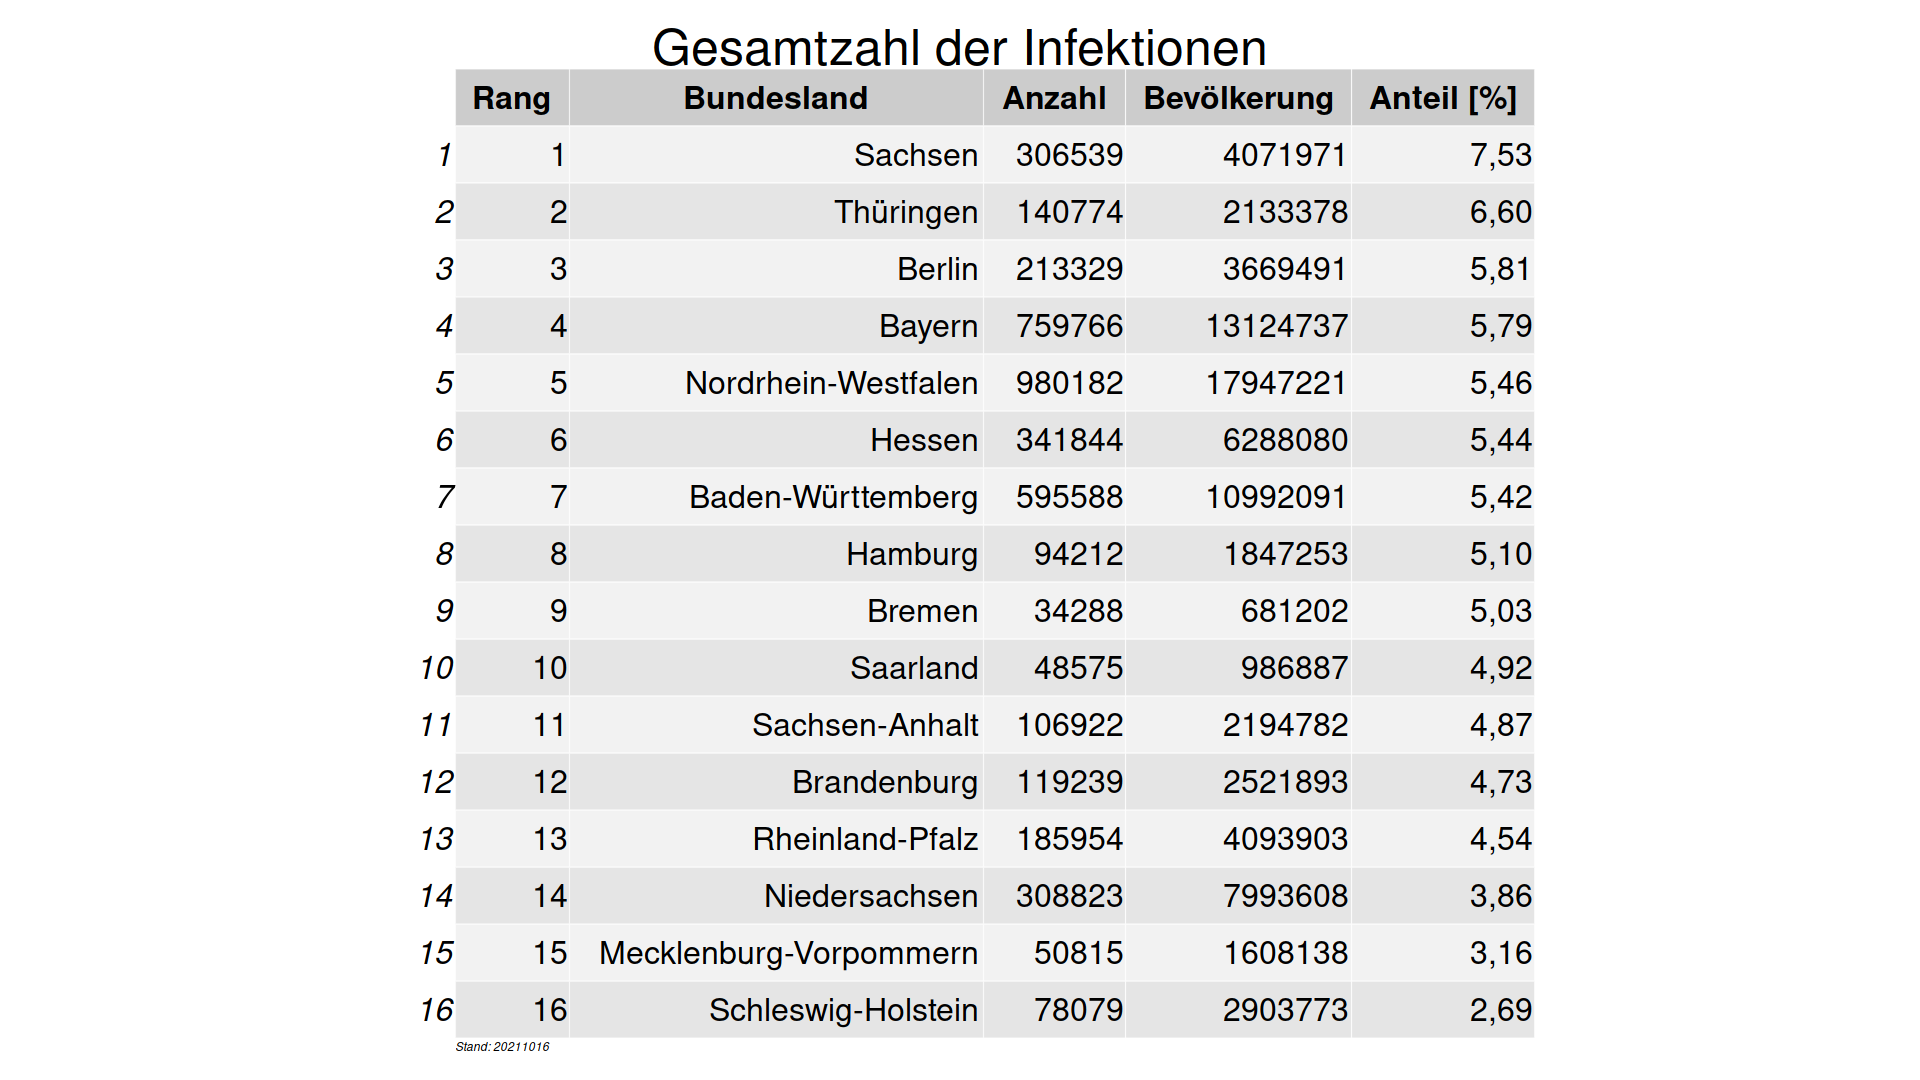 Gesamtzahl der Infektionen
Rang Bundesland Anzahl Bevölkerung Anteil [%]
1 1 Sachsen 306539 4071971 7,53
2 2 Thüringen 140774 2133378 6,60
3 3 Berlin 213329 3669491 5,81
4 4 Bayern 759766 13124737 5,79
5 5 Nordrhein-Westfalen 980182 17947221 5,46
6 6 Hessen 341844 6288080 5,44
7 7 Baden-Württemberg 595588 10992091 5,42
8 8 Hamburg 94212 1847253 5,10
9 9 Bremen 34288 681202 5,03
10 10 Saarland 48575 986887 4,92
11 11 Sachsen-Anhalt 106922 2194782 4,87
12 12 Brandenburg 119239 2521893 4,73
13 13 Rheinland-Pfalz 185954 4093903 4,54
14 14 Niedersachsen 308823 7993608 3,86
15 15 Mecklenburg-Vorpommern 50815 1608138 3,16
16 16 Schleswig-Holstein 78079 2903773 2,69
Stand: 20211016